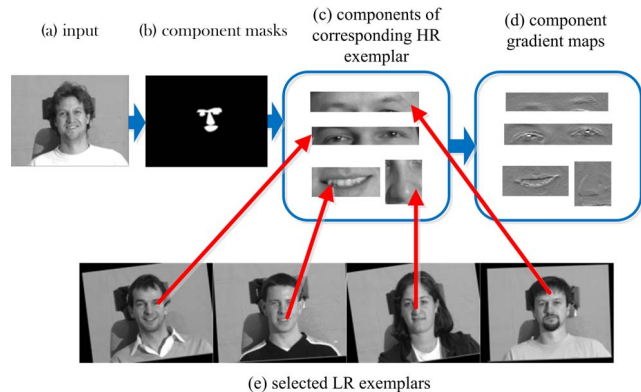 (a) input
(b) component masks
(c) components of
corresponding HR
exemplar
(d) component
gradient maps
(e) selected LR exemplars